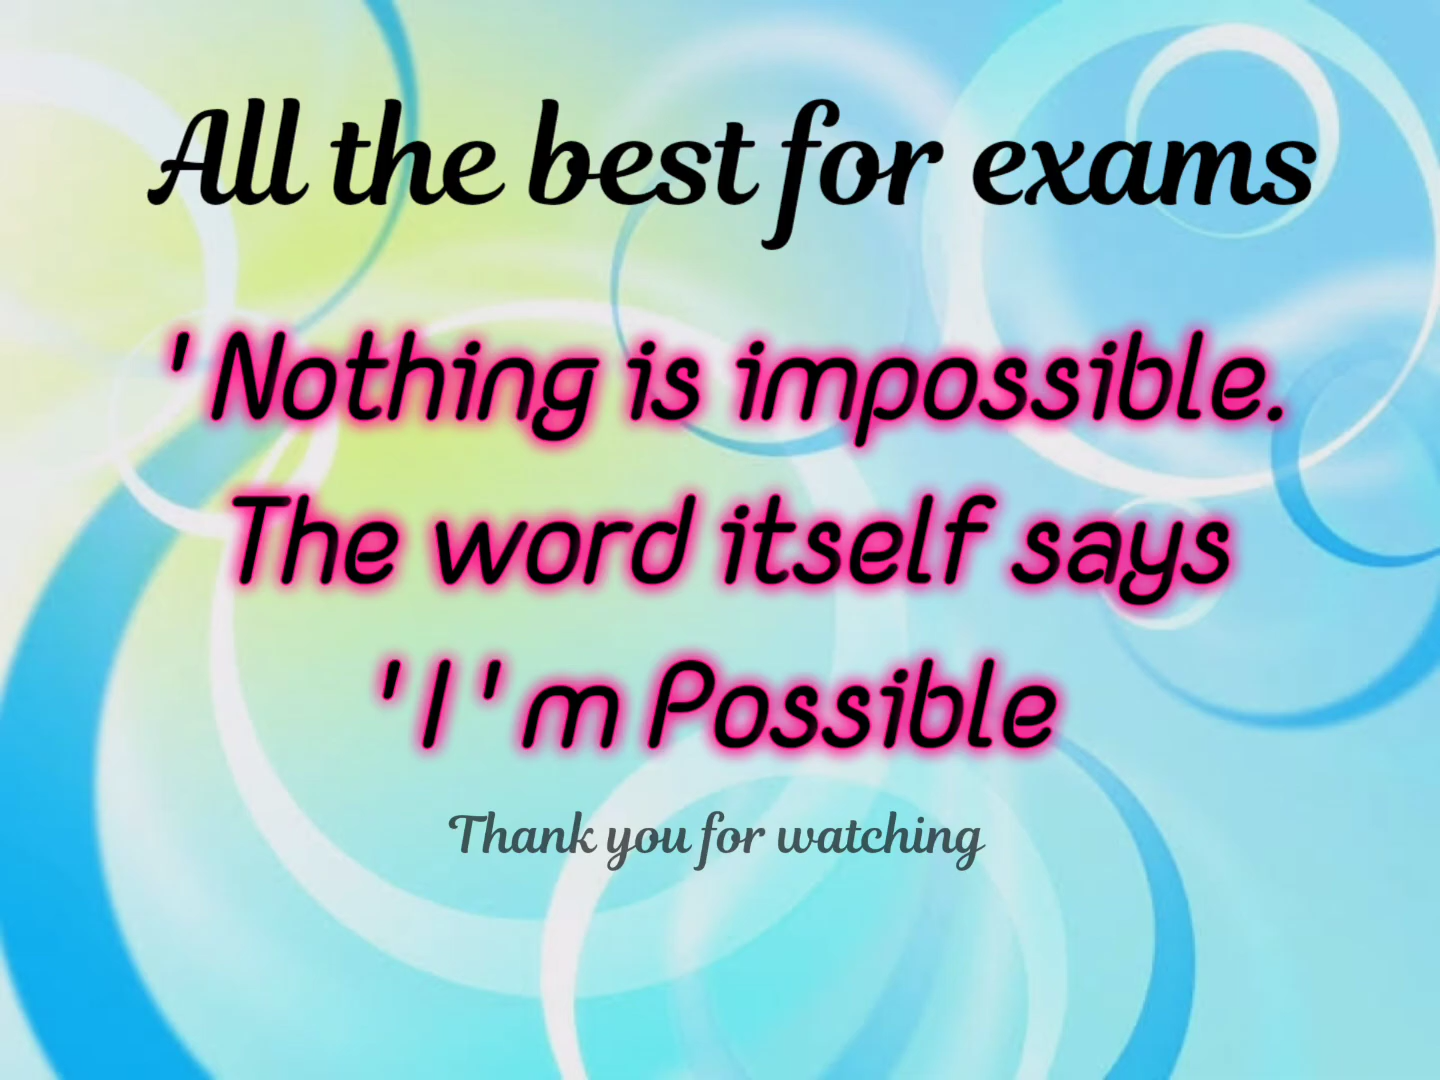 All the best for exams
' Nothing is impossible.
The word itself says
' I ' m Possible
Thank you for watching